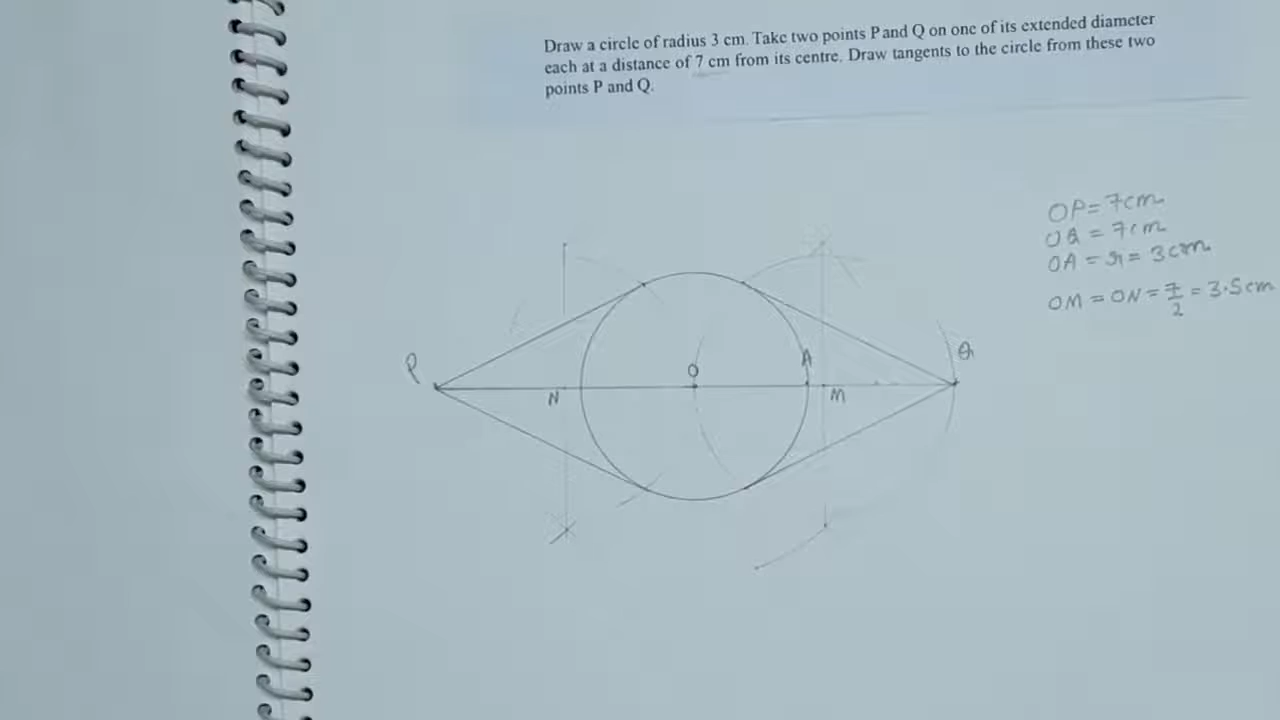 Draw a circle of radius 3 cm. Take two points P and Q on one of its extended diameter
each at a distance of 7 cm from its centre. Draw tangents to the circle from these two
points P and Q.
OP = 7cm
OQ = 7cm
OA = r = 3cm
OM = ON = 7/2 = 3.5cm
P
N
O
A
M
Q